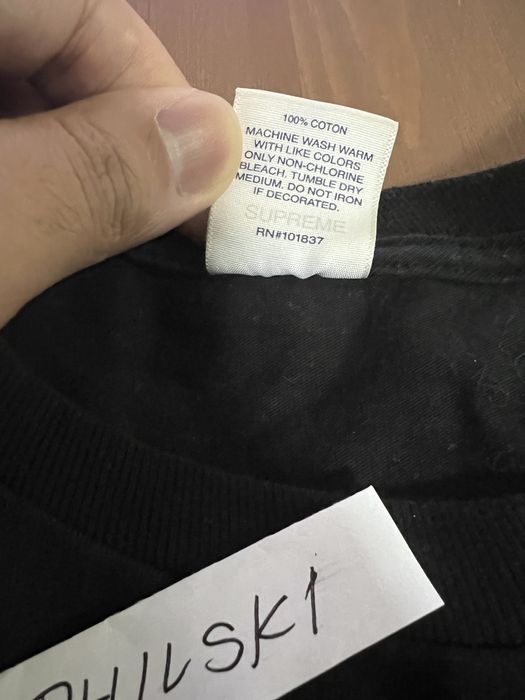 100% COTON
MACHINE WASH WARM
WITH LIKE COLORS
ONLY NON-CHLORINE
BLEACH. TUMBLE DRY
MEDIUM. DO NOT IRON
IF DECORATED.
SUPREME
RN#101837
PHILSKI